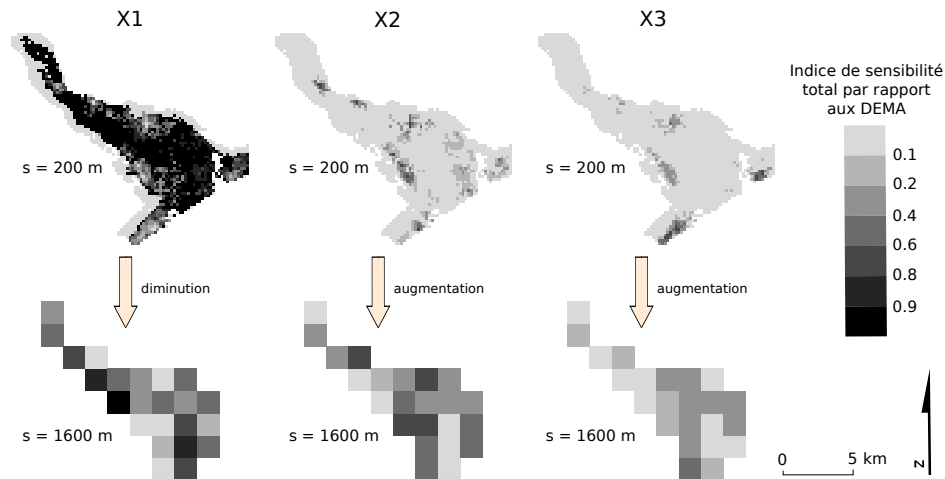 X1
X2
X3
Indice de sensibilité
total par rapport
aux DEMA
0.1
0.2
0.4
0.6
0.8
0.9
s = 200 m
s = 200 m
s = 200 m
diminution
augmentation
augmentation
s = 1600 m
s = 1600 m
s = 1600 m
0
5 km
N